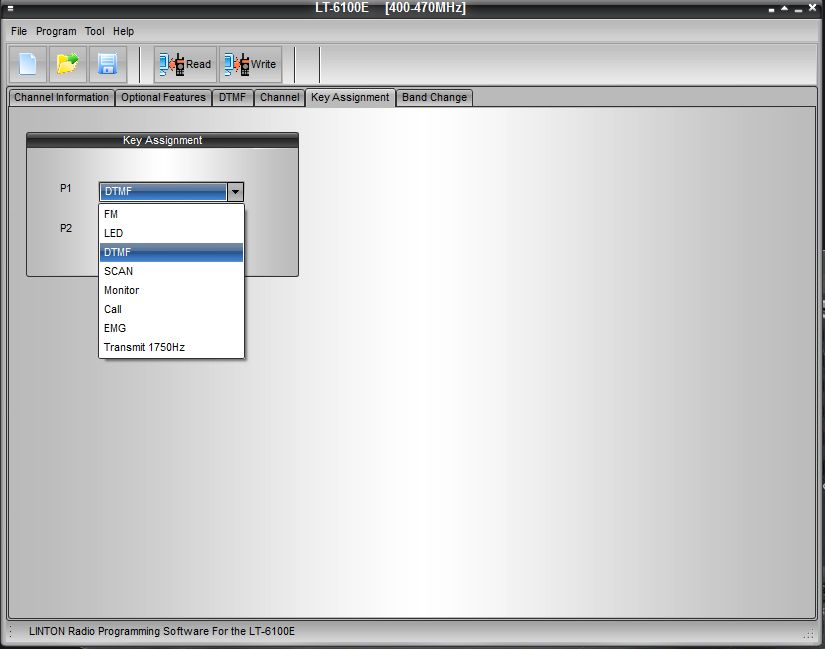 LT-6100E [400-470MHz]
File Program Tool Help
Read Write
Channel Information Optional Features DTMF Channel Key Assignment Band Change
Key Assignment
P1 DTMF
FM
P2
LED
DTMF
SCAN
Monitor
Call
EMG
Transmit 1750Hz
LINTON Radio Programming Software For the LT-6100E